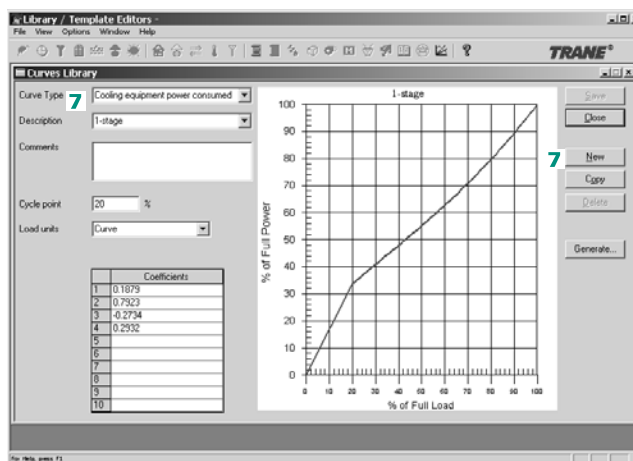 Library / Template Editors -
File View Options Window Help
TRANE®
Curves Library
Curve Type 7 Cooling equipment power consumed
Description 1-stage
Comments
Cycle point 20 %
Load units Curve
Coefficients
1 0.1879
2 0.7923
3 -0.2734
4 0.2932
5
6
7
8
9
10
1-stage
% of Full Power
100
90
80
70
60
50
40
30
20
10
0
0 10 20 30 40 50 60 70 80 90 100
% of Full Load
Save
Close
7 New
Copy
Delete
Generate...
For Help, press F1